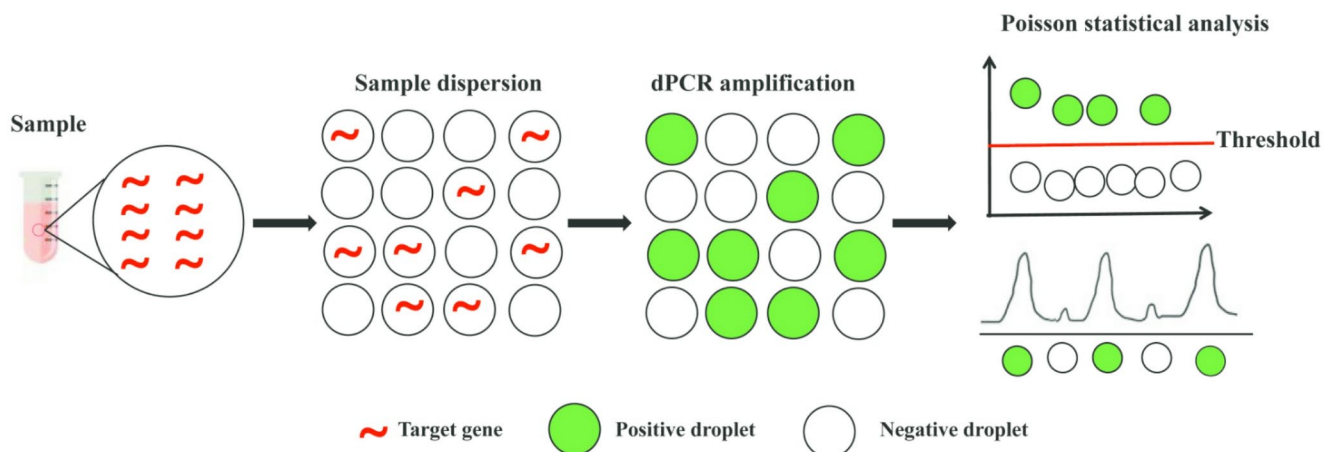 Poisson statistical analysis
Sample dispersion
dPCR amplification
Sample
Threshold
Target gene
Positive droplet
Negative droplet